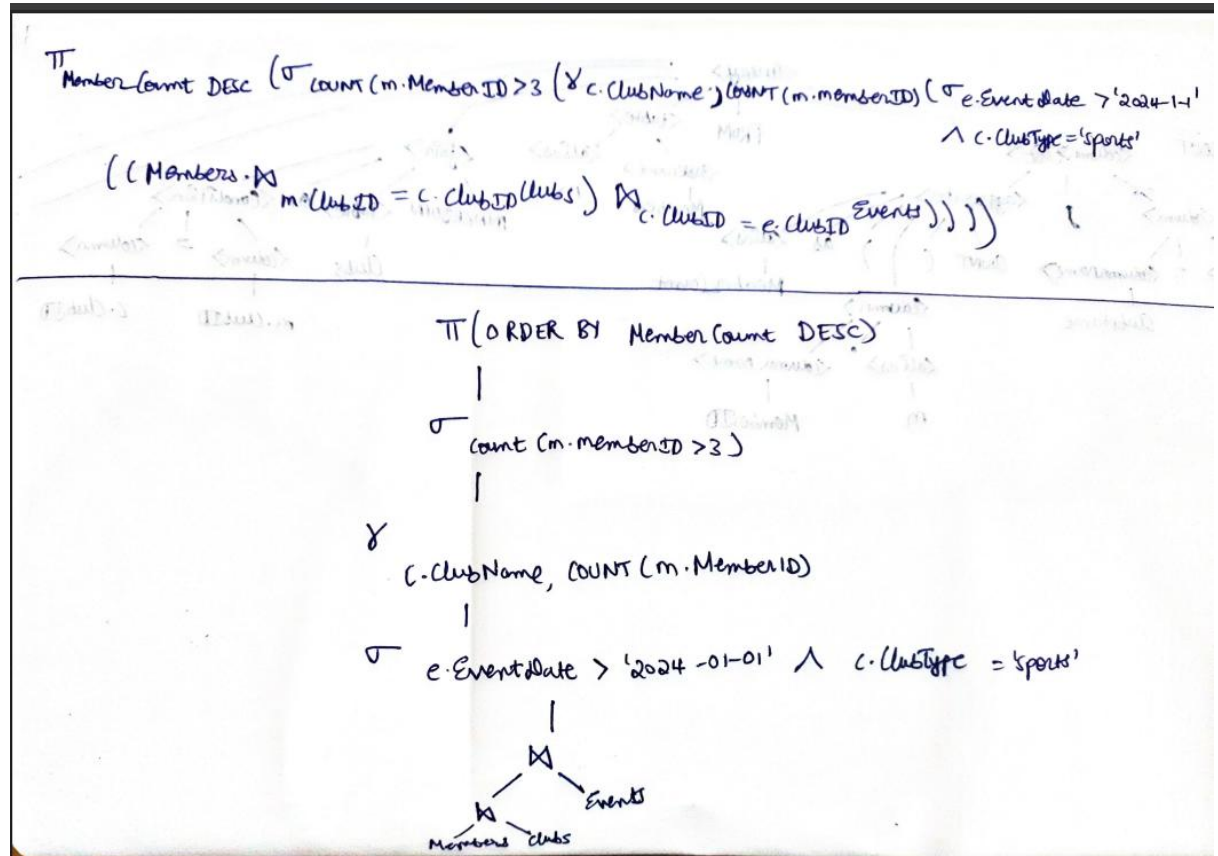 π Member Count DESC (σ COUNT (m.MemberID>3 (γ c.ClubName, COUNT(m.memberID) (σ e.EventDate > '2024-1-1'
∧ c.ClubType = 'sports'
((Members ⋈ m.ClubID = c.ClubID Clubs) ⋈ c.ClubID = e.ClubID Events))))
π (ORDER BY MemberCount DESC)
σ count (m.memberID >3)
γ
c.ClubName, COUNT (m.MemberID)
σ e.EventDate > '2024-01-01' ∧ c.ClubType = 'sports'
⋈
⋈ Events
Members clubs